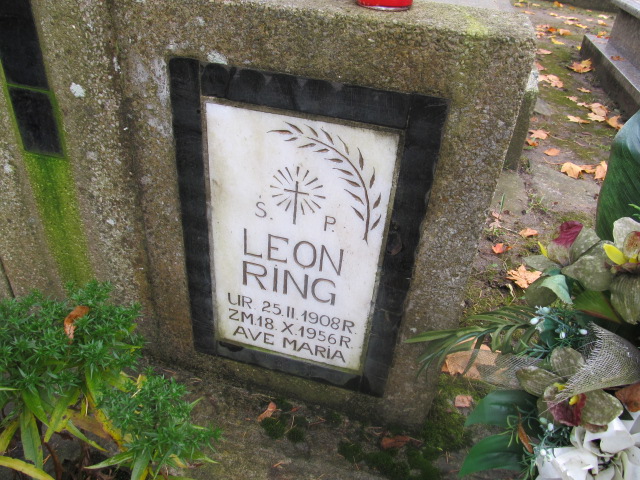 Ś. P.
LEON
RING
UR. 25.II.1908R.
ZM. 18.X.1956R
AVE MARIA